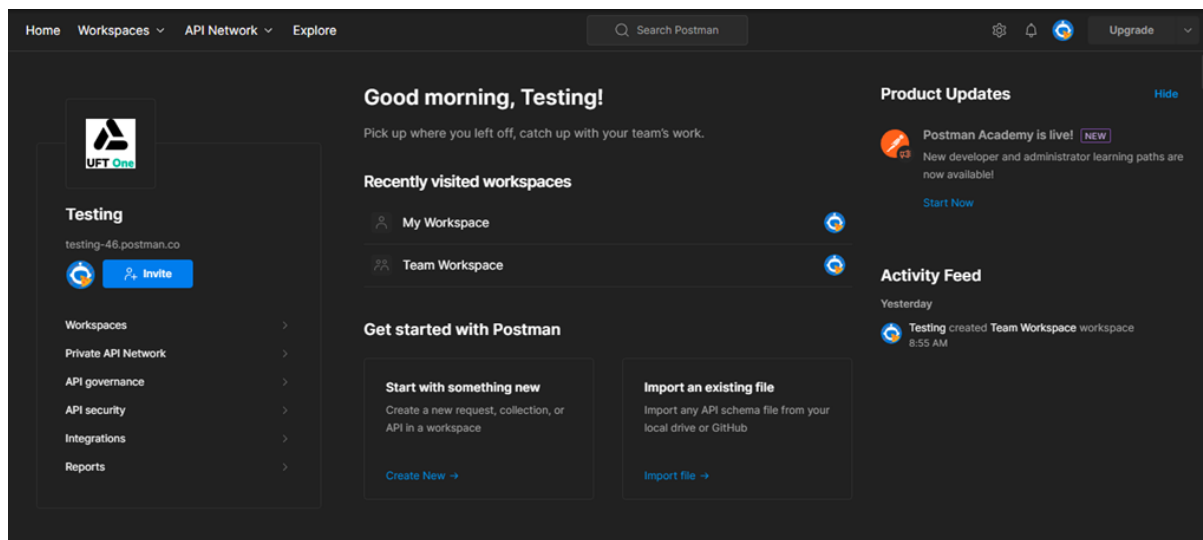 Home Workspaces API Network Explore Search Postman Upgrade
UFT One
Testing
testing-46.postman.co
Invite
Workspaces
Private API Network
API governance
API security
Integrations
Reports
Good morning, Testing!
Pick up where you left off, catch up with your team's work.
Recently visited workspaces
My Workspace
Team Workspace
Get started with Postman
Start with something new
Create a new request, collection, or
API in a workspace
Create New →
Import an existing file
Import any API schema file from your
local drive or GitHub
Import file →
Product Updates Hide
Postman Academy is live! NEW
New developer and administrator learning paths are
now available!
Start Now
Activity Feed
Yesterday
Testing created Team Workspace workspace
8:55 AM